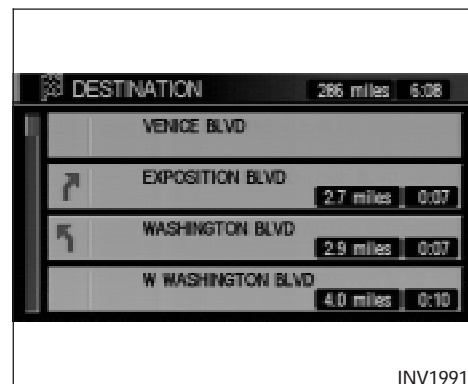 DESTINATION 286 miles 6:08
VENICE BLVD
EXPOSITION BLVD
2.7 miles 0:07
WASHINGTON BLVD
2.9 miles 0:07
W WASHINGTON BLVD
4.0 miles 0:10
INV1991